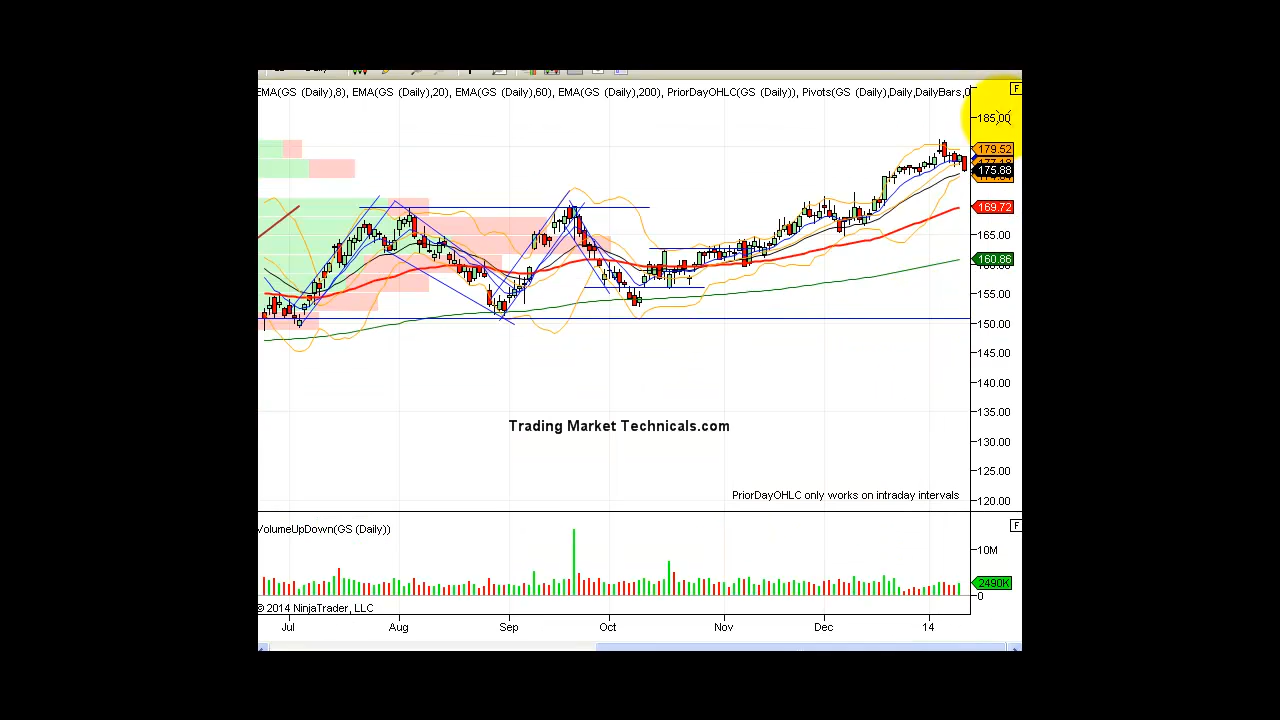 EMA(GS (Daily),8), EMA(GS (Daily),20), EMA(GS (Daily),60), EMA(GS (Daily),200), PriorDayOHLC(GS (Daily)), Pivots(GS (Daily),Daily,DailyBars,0
F
185.00
179.52
175.88
169.72
165.00
160.86
155.00
150.00
145.00
140.00
135.00
Trading Market Technicals.com
130.00
125.00
PriorDayOHLC only works on intraday intervals
120.00
VolumeUpDown(GS (Daily))
F
10M
2490K
0
© 2014 NinjaTrader, LLC
Jul Aug Sep Oct Nov Dec 14